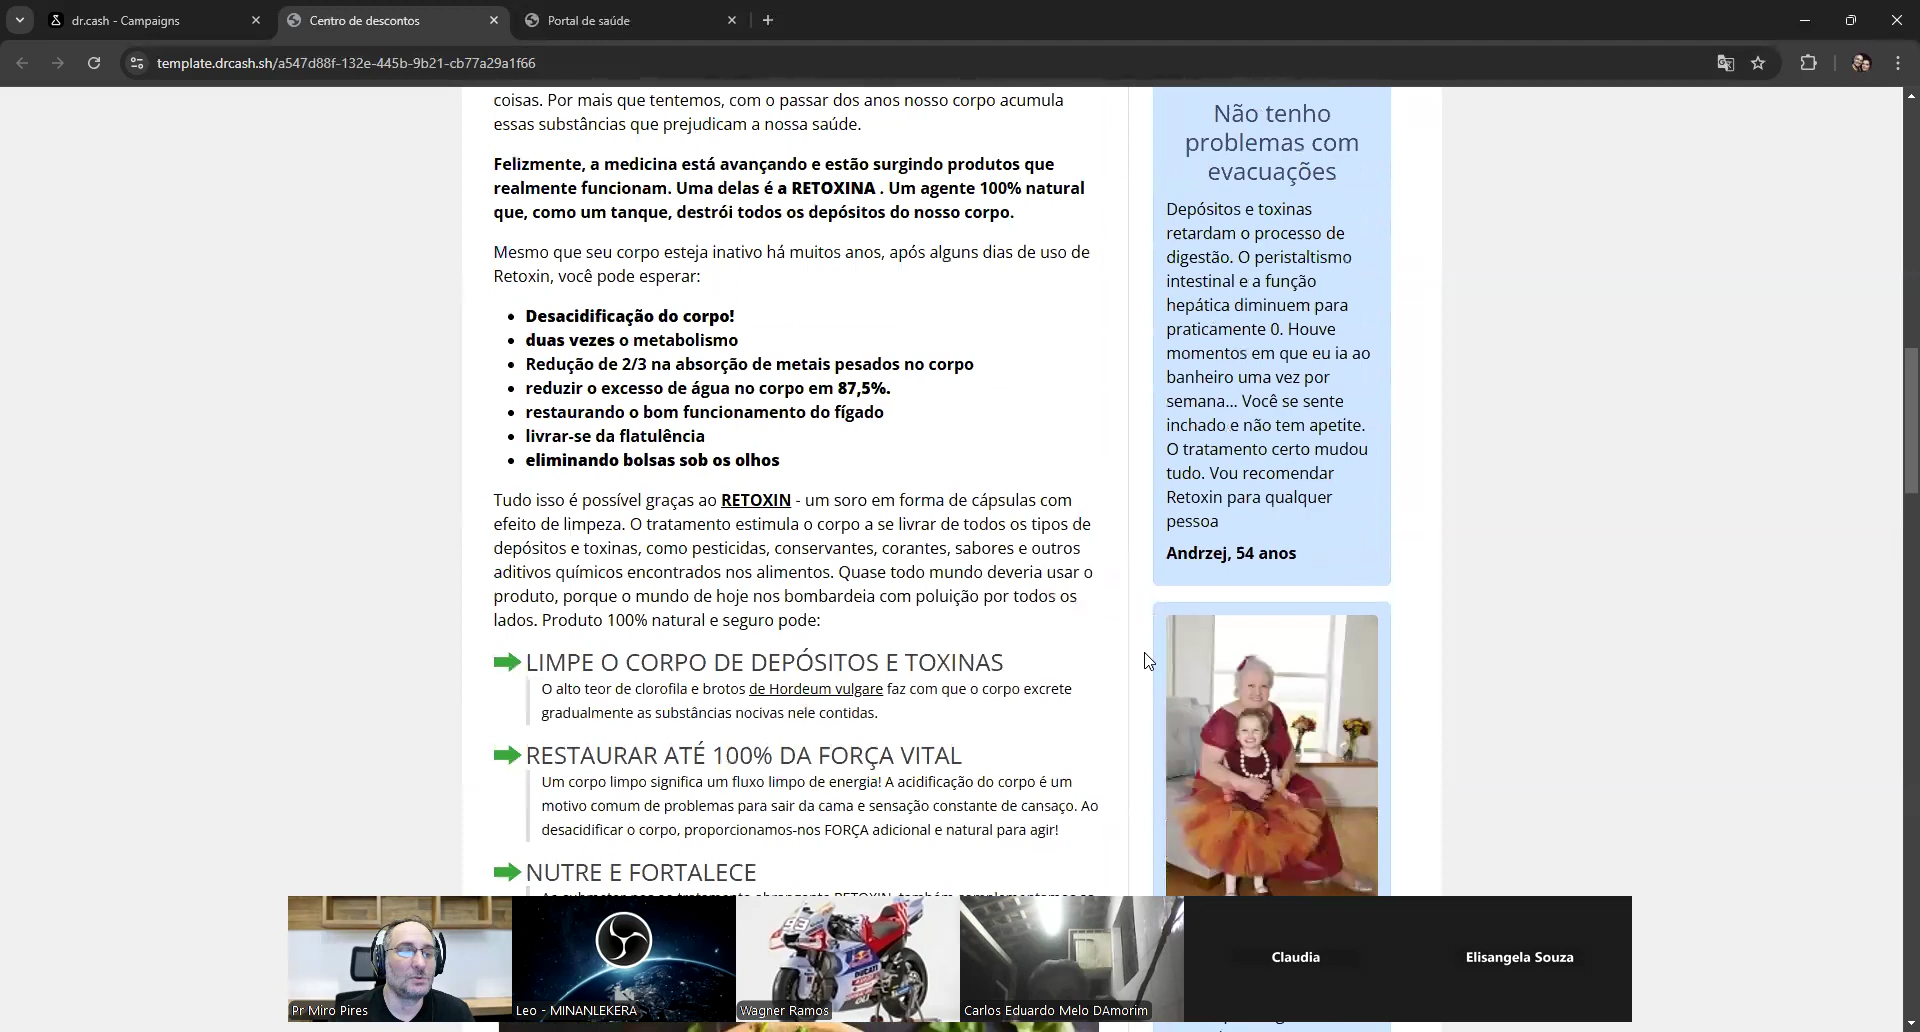 dr.cash - Campaigns
Centro de descontos
Portal de saúde
template.drcash.sh/a547d88f-132e-445b-9b21-cb77a29a1f66
coisas. Por mais que tentemos, com o passar dos anos nosso corpo acumula
essas substâncias que prejudicam a nossa saúde.
Felizmente, a medicina está avançando e estão surgindo produtos que
realmente funcionam. Uma delas é a RETOXINA . Um agente 100% natural
que, como um tanque, destrói todos os depósitos do nosso corpo.
Mesmo que seu corpo esteja inativo há muitos anos, após alguns dias de uso de
Retoxin, você pode esperar:
• Desacidificação do corpo!
• duas vezes o metabolismo
• Redução de 2/3 na absorção de metais pesados no corpo
• reduzir o excesso de água no corpo em 87,5%.
• restaurando o bom funcionamento do fígado
• livrar-se da flatulência
• eliminando bolsas sob os olhos
Tudo isso é possível graças ao RETOXIN - um soro em forma de cápsulas com
efeito de limpeza. O tratamento estimula o corpo a se livrar de todos os tipos de
depósitos e toxinas, como pesticidas, conservantes, corantes, sabores e outros
aditivos químicos encontrados nos alimentos. Quase todo mundo deveria usar o
produto, porque o mundo de hoje nos bombardeia com poluição por todos os
lados. Produto 100% natural e seguro pode:
LIMPE O CORPO DE DEPÓSITOS E TOXINAS
O alto teor de clorofila e brotos de Hordeum vulgare faz com que o corpo excrete
gradualmente as substâncias nocivas nele contidas.
RESTAURAR ATÉ 100% DA FORÇA VITAL
Um corpo limpo significa um fluxo limpo de energia! A acidificação do corpo é um
motivo comum de problemas para sair da cama e sensação constante de cansaço. Ao
desacidificar o corpo, proporcionamos-nos FORÇA adicional e natural para agir!
NUTRE E FORTALECE
Não tenho
problemas com
evacuações
Depósitos e toxinas
retardam o processo de
digestão. O peristaltismo
intestinal e a função
hepática diminuem para
praticamente 0. Houve
momentos em que eu ia ao
banheiro uma vez por
semana... Você se sente
inchado e não tem apetite.
O tratamento certo mudou
tudo. Vou recomendar
Retoxin para qualquer
pessoa
Andrzej, 54 anos
93
DUCATI
Pr Miro Pires
Leo - MINANLEKERA
Wagner Ramos
Carlos Eduardo Melo DAmorim
Claudia
Elisangela Souza